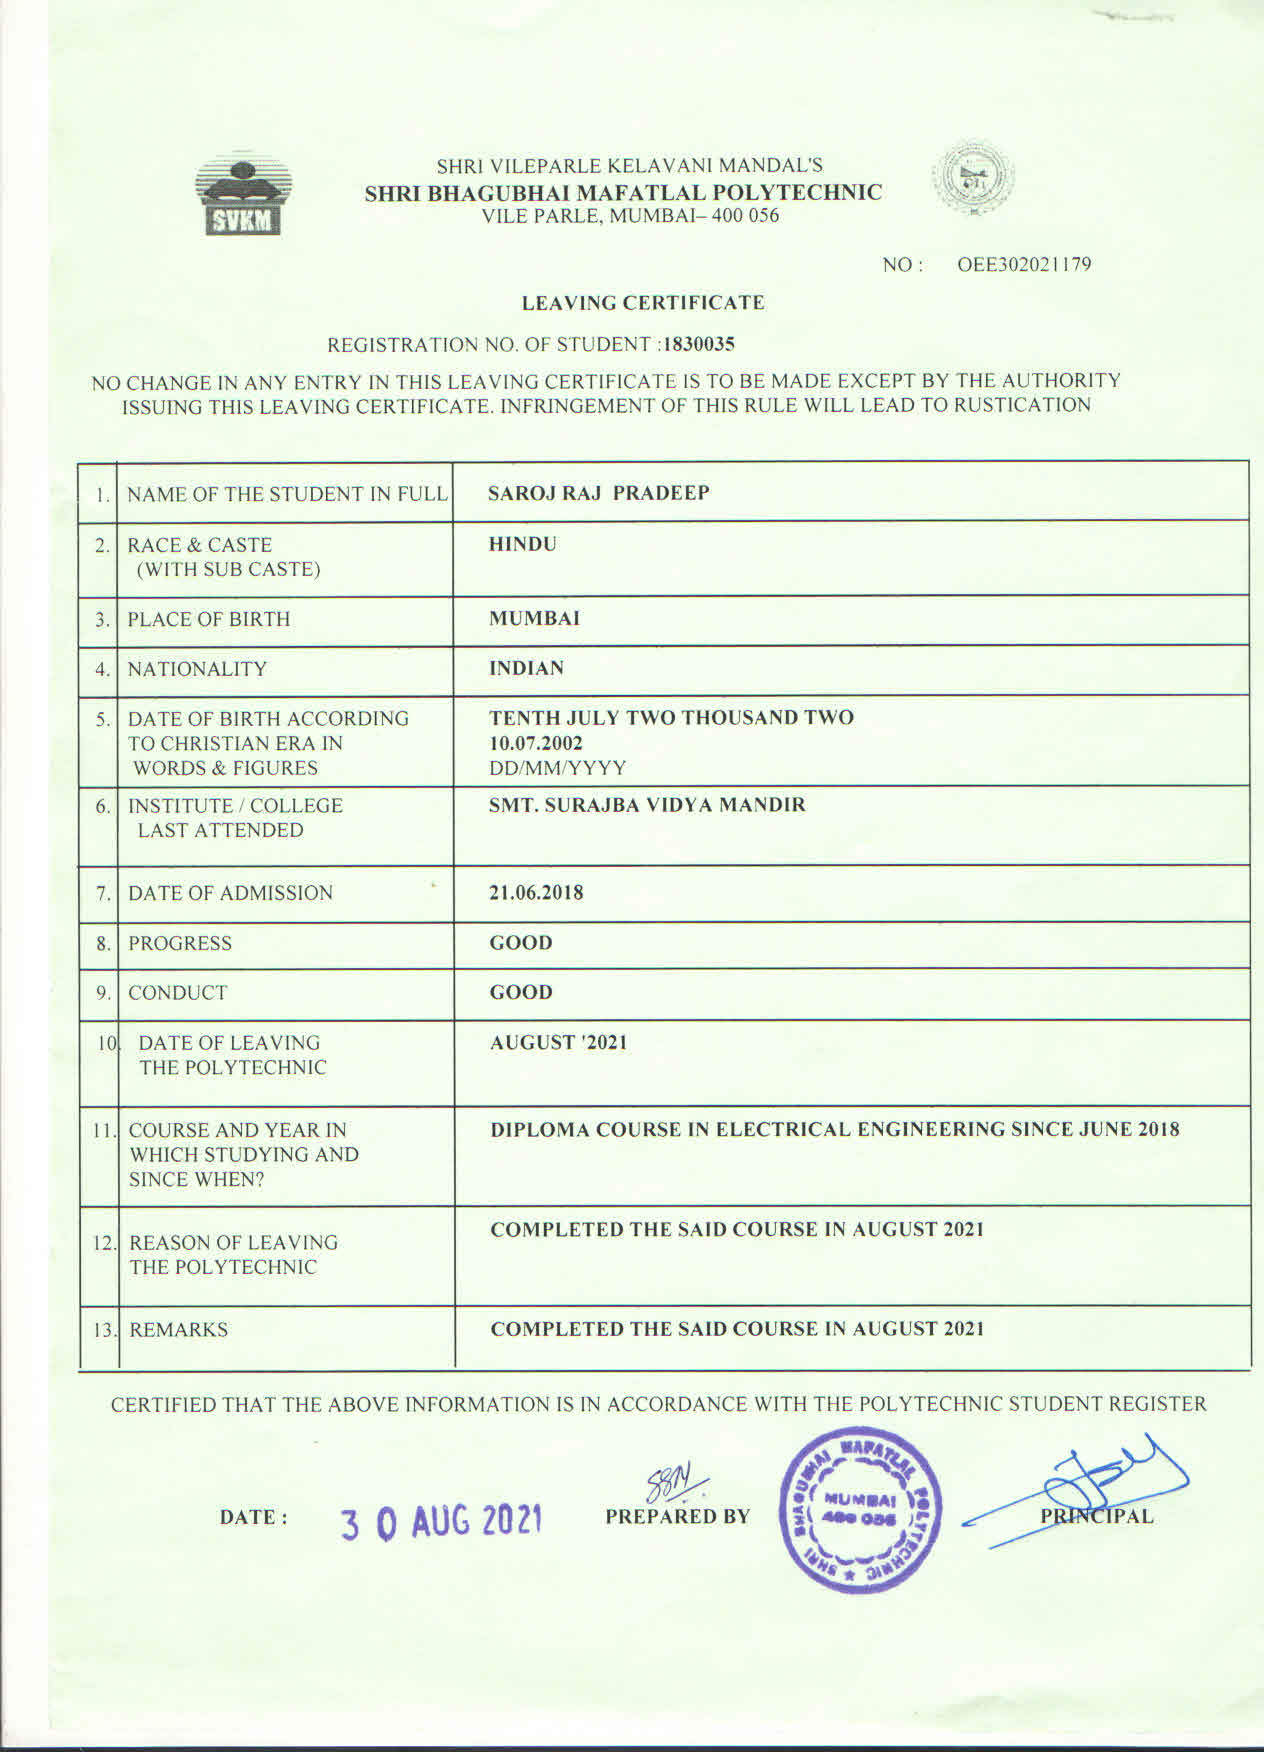 SVKM
SHRI VILEPARLE KELAVANI MANDAL'S
SHRI BHAGUBHAI MAFATLAL POLYTECHNIC
VILE PARLE, MUMBAI– 400 056
NO : OEE302021179
LEAVING CERTIFICATE
REGISTRATION NO. OF STUDENT :1830035
NO CHANGE IN ANY ENTRY IN THIS LEAVING CERTIFICATE IS TO BE MADE EXCEPT BY THE AUTHORITY
ISSUING THIS LEAVING CERTIFICATE. INFRINGEMENT OF THIS RULE WILL LEAD TO RUSTICATION
1. NAME OF THE STUDENT IN FULL SAROJ RAJ PRADEEP
2. RACE & CASTE HINDU
(WITH SUB CASTE)
3. PLACE OF BIRTH MUMBAI
4. NATIONALITY INDIAN
5. DATE OF BIRTH ACCORDING TENTH JULY TWO THOUSAND TWO
TO CHRISTIAN ERA IN 10.07.2002
WORDS & FIGURES DD/MM/YYYY
6. INSTITUTE / COLLEGE SMT. SURAJBA VIDYA MANDIR
LAST ATTENDED
7. DATE OF ADMISSION 21.06.2018
8. PROGRESS GOOD
9. CONDUCT GOOD
10. DATE OF LEAVING AUGUST '2021
THE POLYTECHNIC
11. COURSE AND YEAR IN DIPLOMA COURSE IN ELECTRICAL ENGINEERING SINCE JUNE 2018
WHICH STUDYING AND
SINCE WHEN?
COMPLETED THE SAID COURSE IN AUGUST 2021
12. REASON OF LEAVING
THE POLYTECHNIC
13. REMARKS COMPLETED THE SAID COURSE IN AUGUST 2021
CERTIFIED THAT THE ABOVE INFORMATION IS IN ACCORDANCE WITH THE POLYTECHNIC STUDENT REGISTER
DATE : 30 AUG 2021 PREPARED BY PRINCIPAL
SHRI BHAGUBHAI MAFATLAL POLYTECHNIC
MUMBAI
400 056